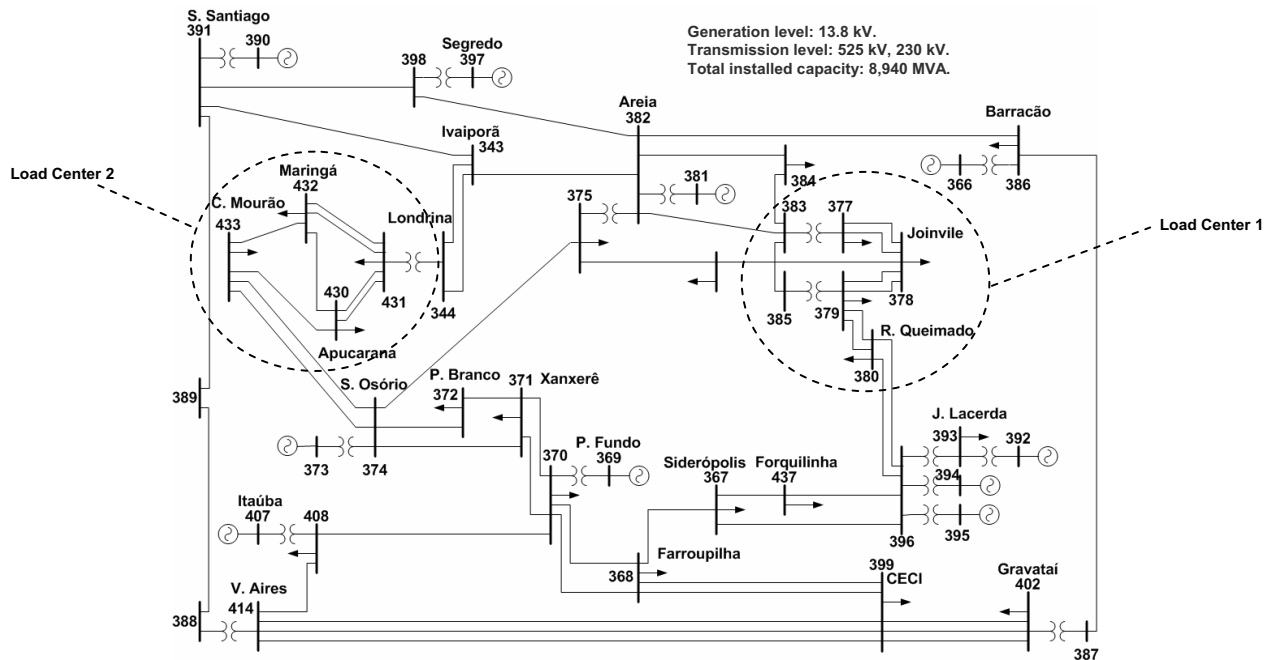 S. Santiago
391
390
Segredo
398
397
Generation level: 13.8 kV.
Transmission level: 525 kV, 230 kV.
Total installed capacity: 8,940 MVA.
Areia
382
Barracão
Ivaiporã
343
Load Center 2
Maringá
432
C. Mourão
433
Londrina
375
381
384
366
386
383
377
Joinvile
Load Center 1
430
431
344
385
379
378
Apucarana
R. Queimado
380
389
S. Osório
P. Branco
372
371
Xanxerê
J. Lacerda
393
392
373
374
370
P. Fundo
369
Siderópolis
367
Forquilinha
437
394
395
396
Itaúba
407
408
Farroupilha
368
399
CECI
Gravataí
402
V. Aires
414
388
387